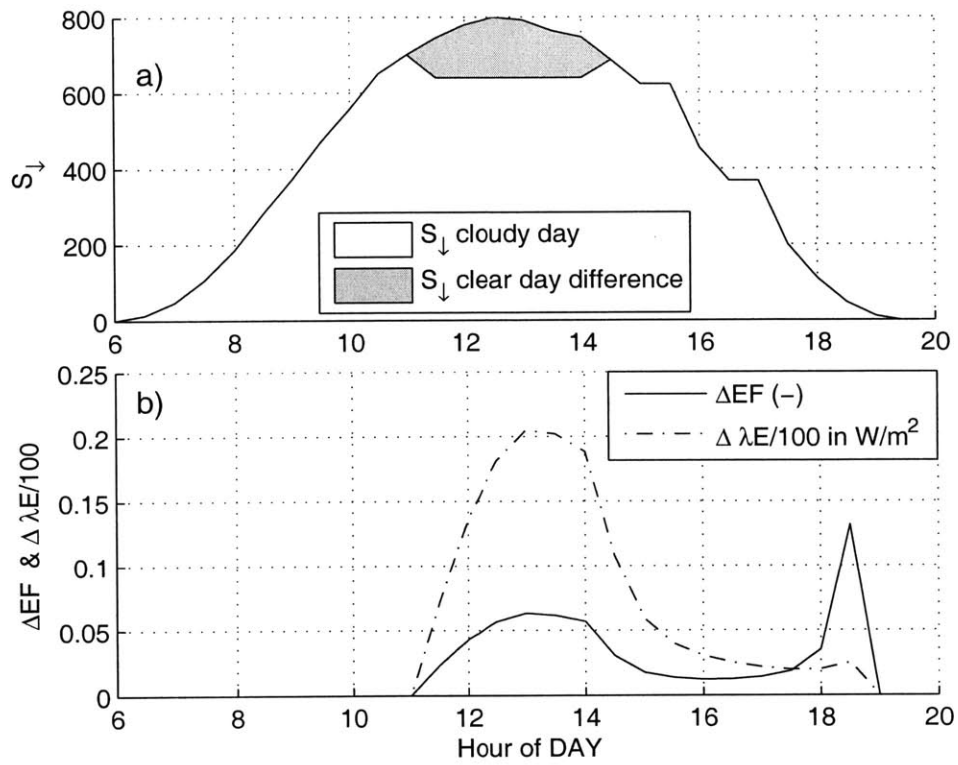 a)
800
600
400
200
0
S↓
S↓ cloudy day
S↓ clear day difference
6 8 10 12 14 16 18 20
b)
0.25
0.2
0.15
0.1
0.05
0
ΔEF & Δ λE/100
ΔEF (−)
Δ λE/100 in W/m²
6 8 10 12 14 16 18 20
Hour of DAY